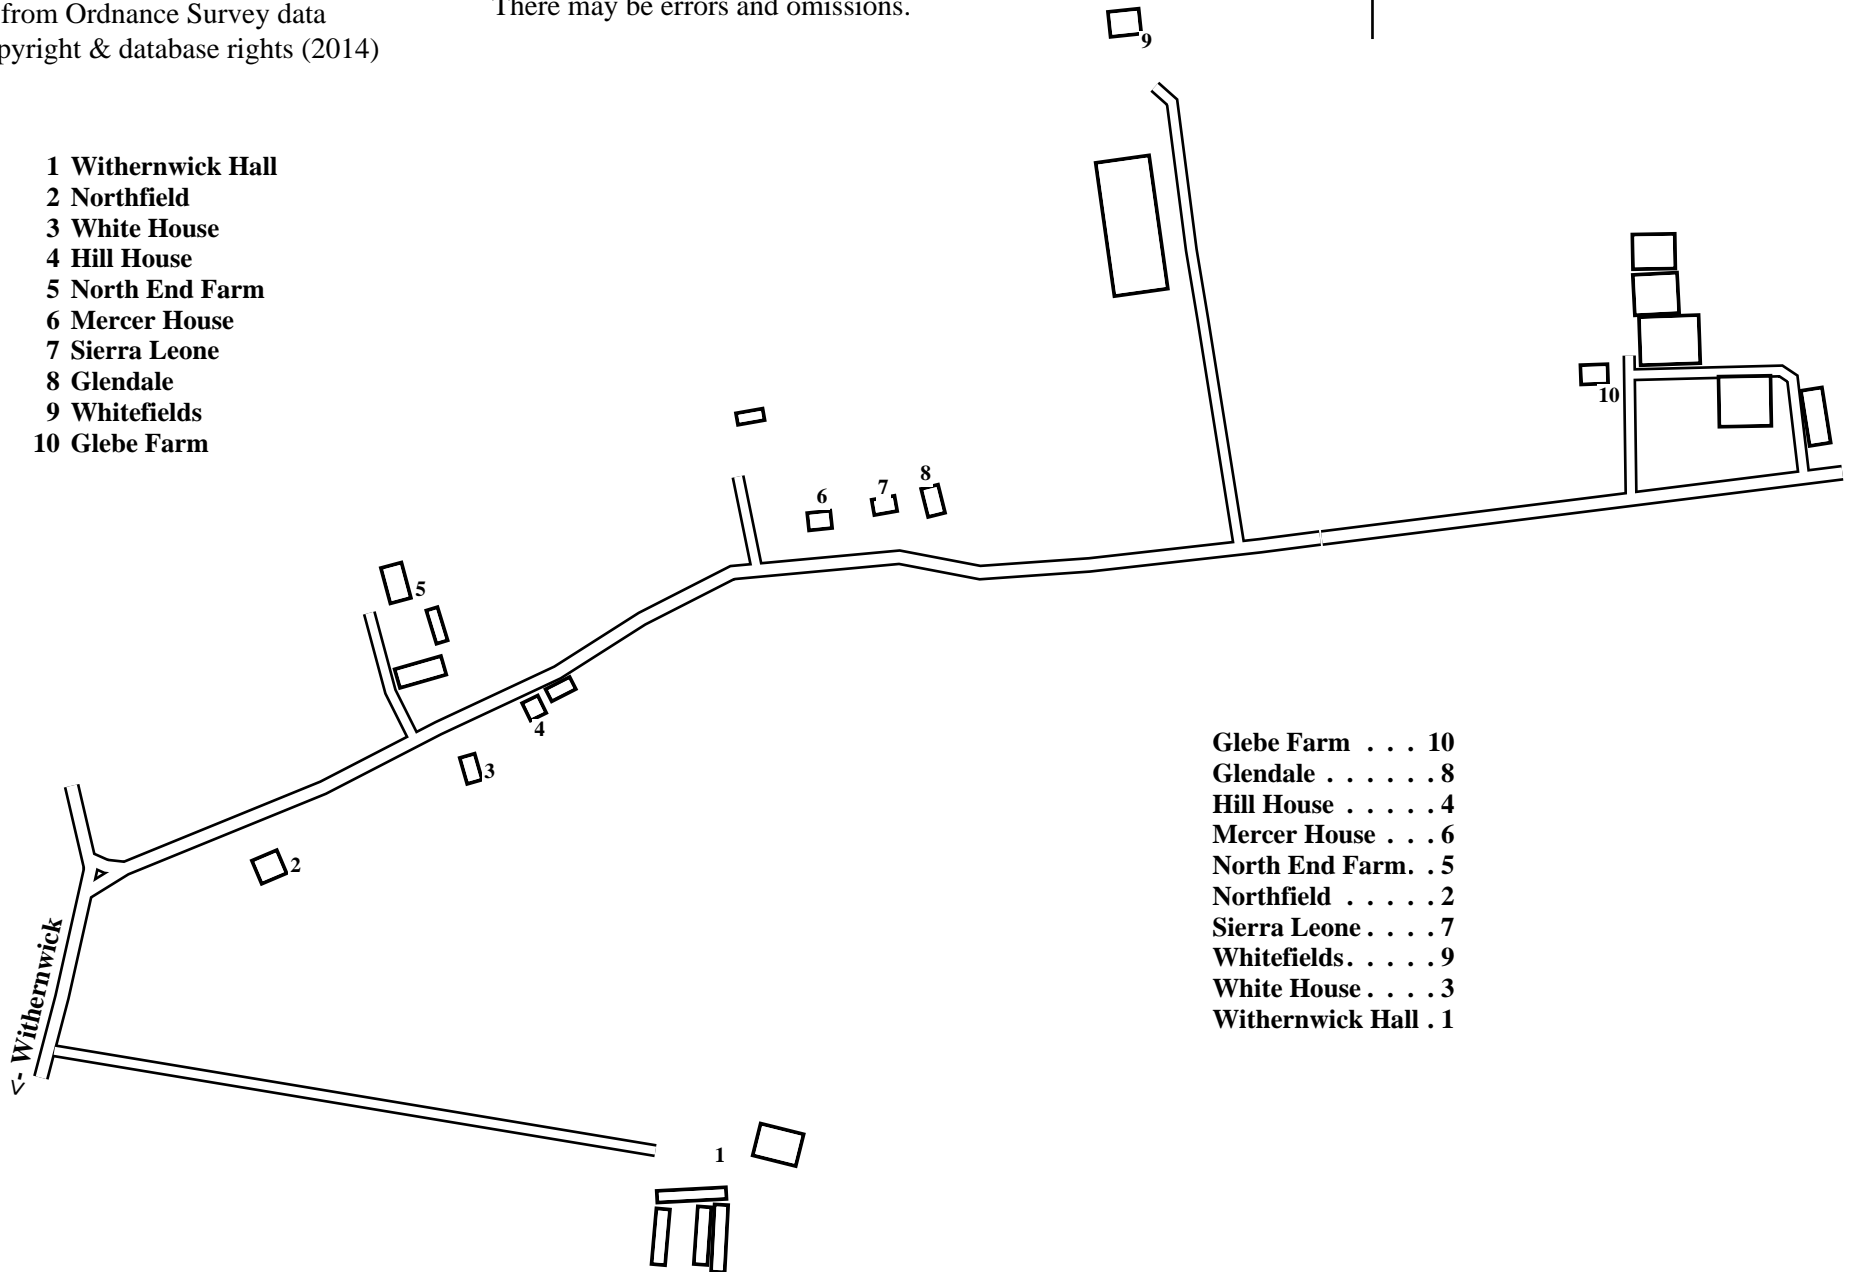 from Ordnance Survey data
pyright & database rights (2014)
There may be errors and omissions.
1 Withernwick Hall
2 Northfield
3 White House
4 Hill House
5 North End Farm
6 Mercer House
7 Sierra Leone
8 Glendale
9 Whitefields
10 Glebe Farm
9
10
8
7
6
5
4
3
2
<- Withernwick
1
Glebe Farm . . . 10
Glendale . . . . . . 8
Hill House . . . . . 4
Mercer House . . . 6
North End Farm. . 5
Northfield . . . . . 2
Sierra Leone . . . . 7
Whitefields. . . . . 9
White House . . . . 3
Withernwick Hall . 1